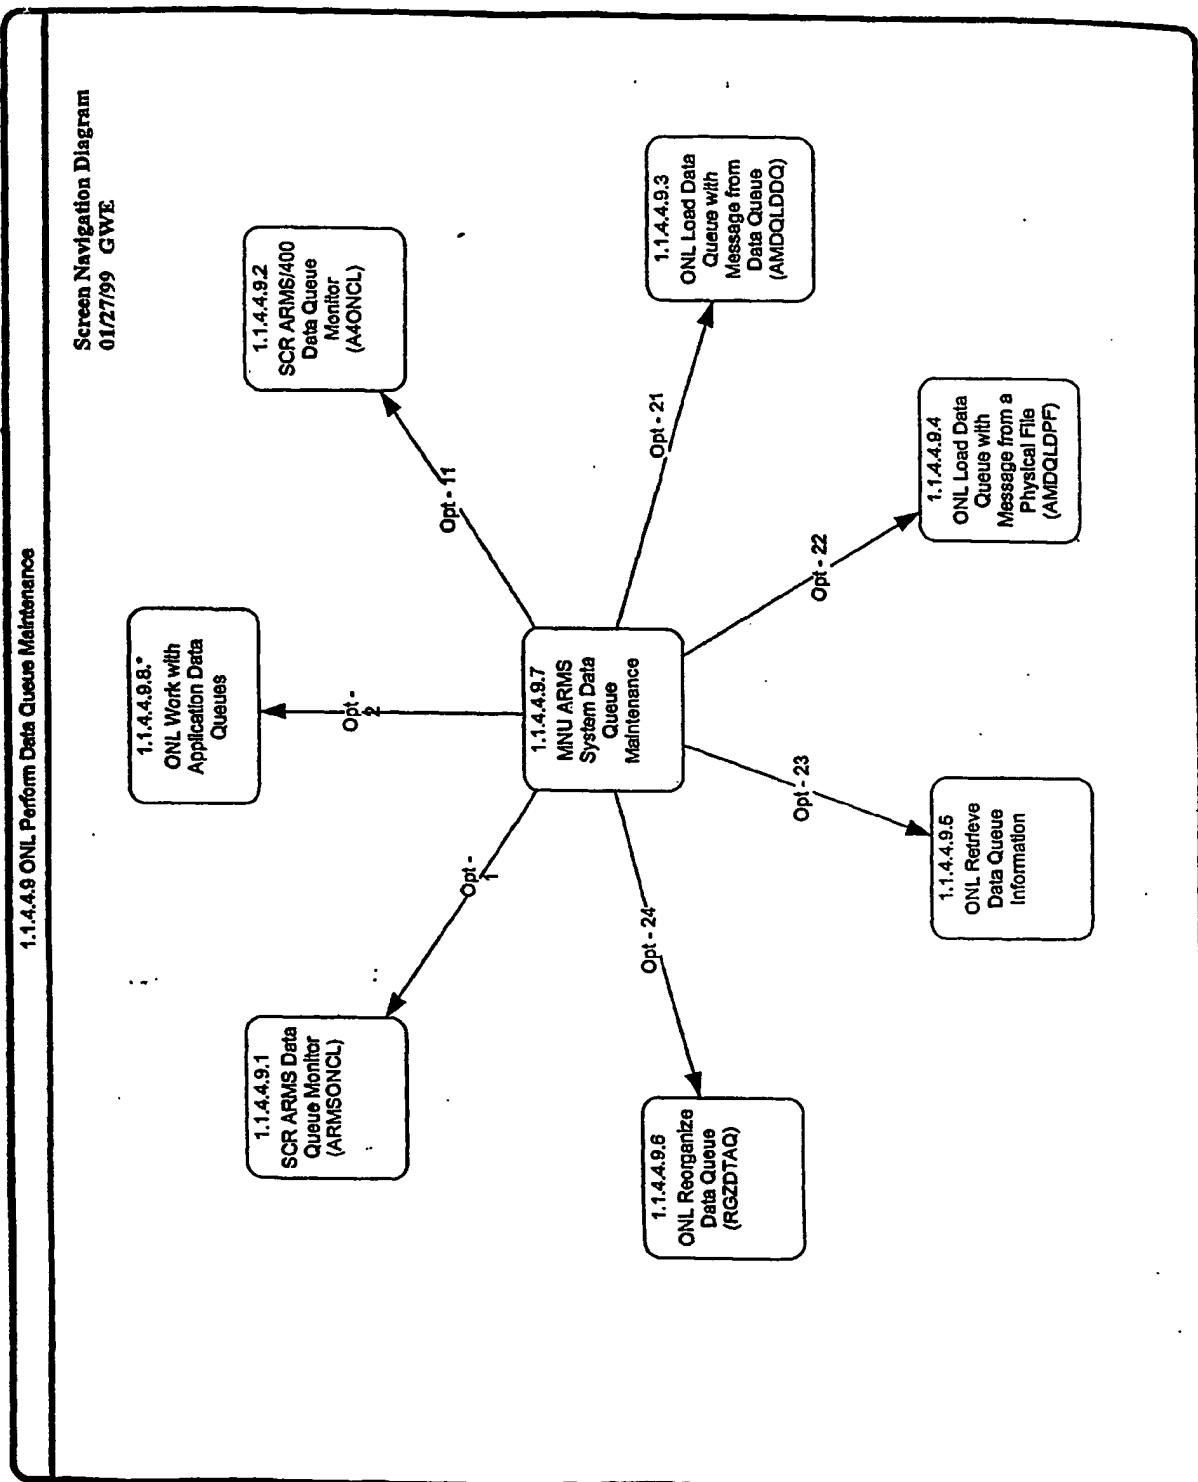 1.1.4.4.9 ONL Perform Data Queue Maintenance
Screen Navigation Diagram
01/27/99 GWE
1.1.4.4.9.1
SCR ARMS Data
Queue Monitor
(ARMSONCL)
1.1.4.4.9.8.*
ONL Work with
Application Data
Queues
1.1.4.4.9.2
SCR ARMS/400
Data Queue
Monitor
(A4ONCL)
Opt -
1
Opt -
2
Opt - 11
1.1.4.4.9.7
MNU ARMS
System Data
Queue
Maintenance
Opt - 24
Opt - 21
1.1.4.4.9.6
ONL Reorganize
Data Queue
(RGZDTAQ)
1.1.4.4.9.3
ONL Load Data
Queue with
Message from
Data Queue
(AMDQLDDQ)
Opt - 23
Opt - 22
1.1.4.4.9.5
ONL Retrieve
Data Queue
Information
1.1.4.4.9.4
ONL Load Data
Queue with
Message from a
Physical File
(AMDQLDPF)